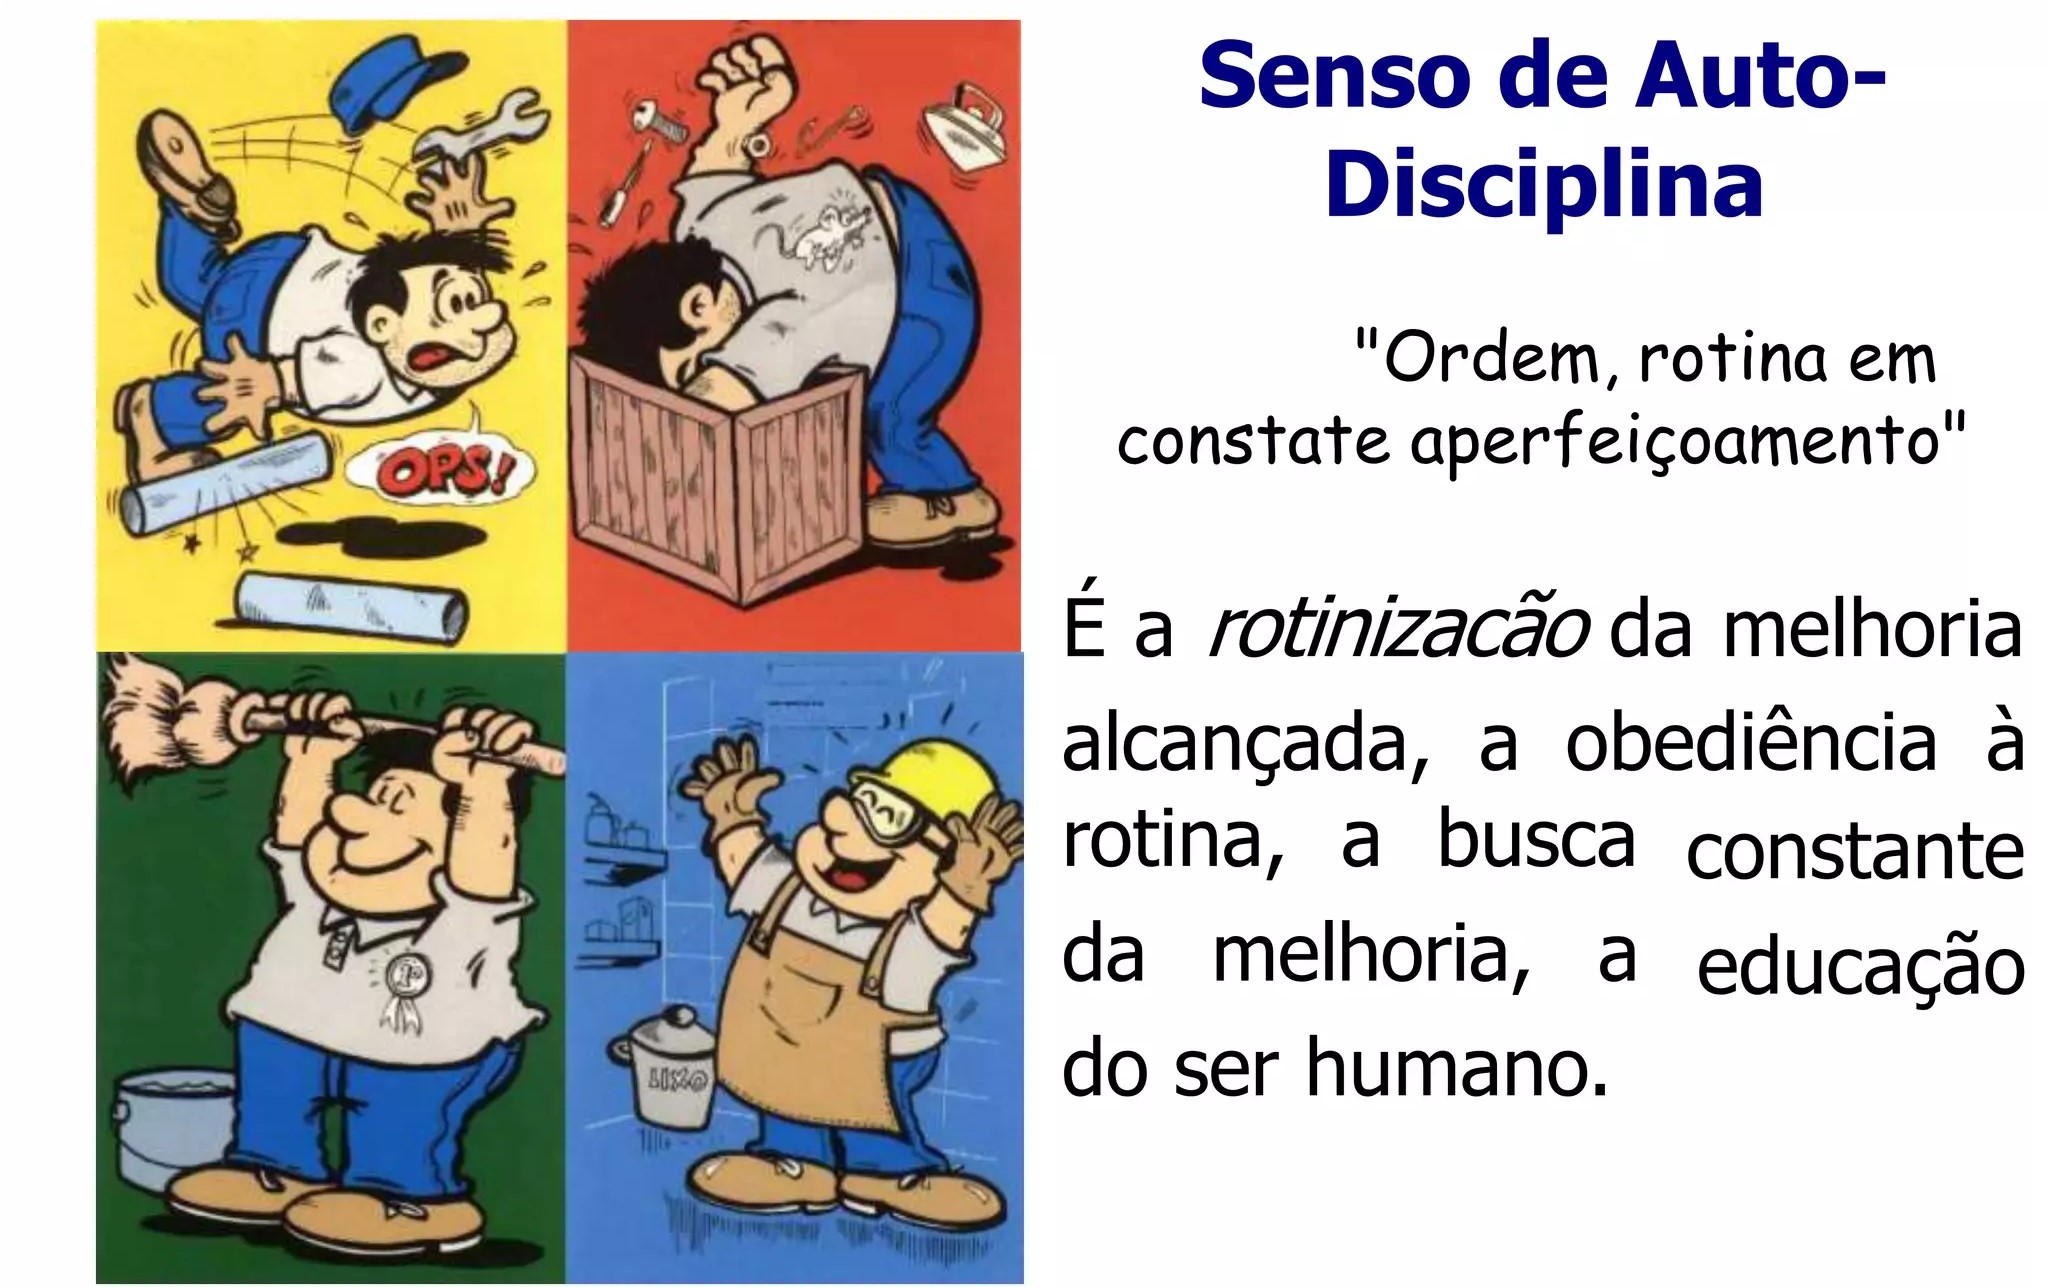 Senso de Auto-
Disciplina
"Ordem, rotina em
constate aperfeiçoamento"
É a rotinizacão da melhoria
alcançada, a obediência à
rotina, a busca constante
da melhoria, a educação
do ser humano.
OPS!
1º
LIXO